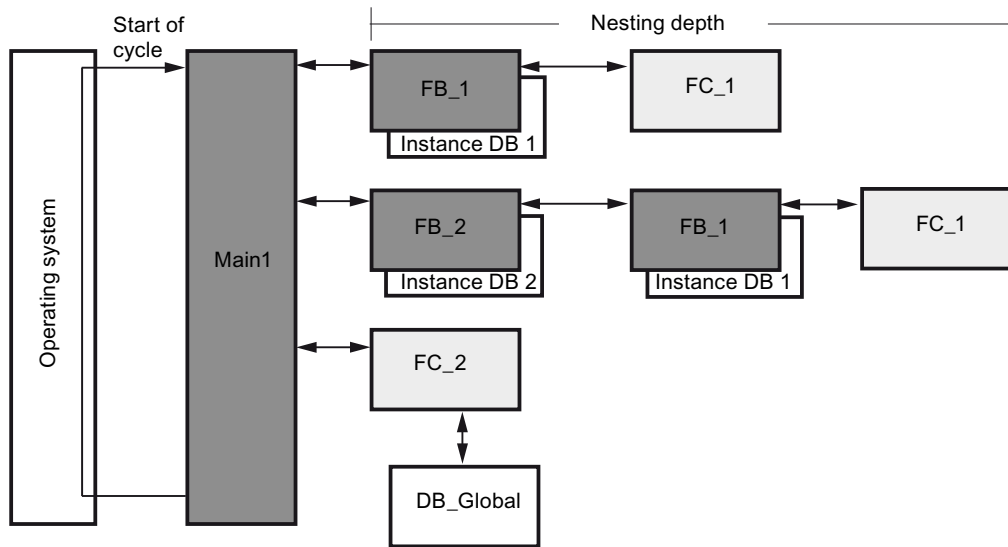 Start of
cycle
Nesting depth
Operating system
Main1
FB_1
Instance DB 1
FC_1
FB_2
Instance DB 2
FB_1
Instance DB 1
FC_1
FC_2
DB_Global